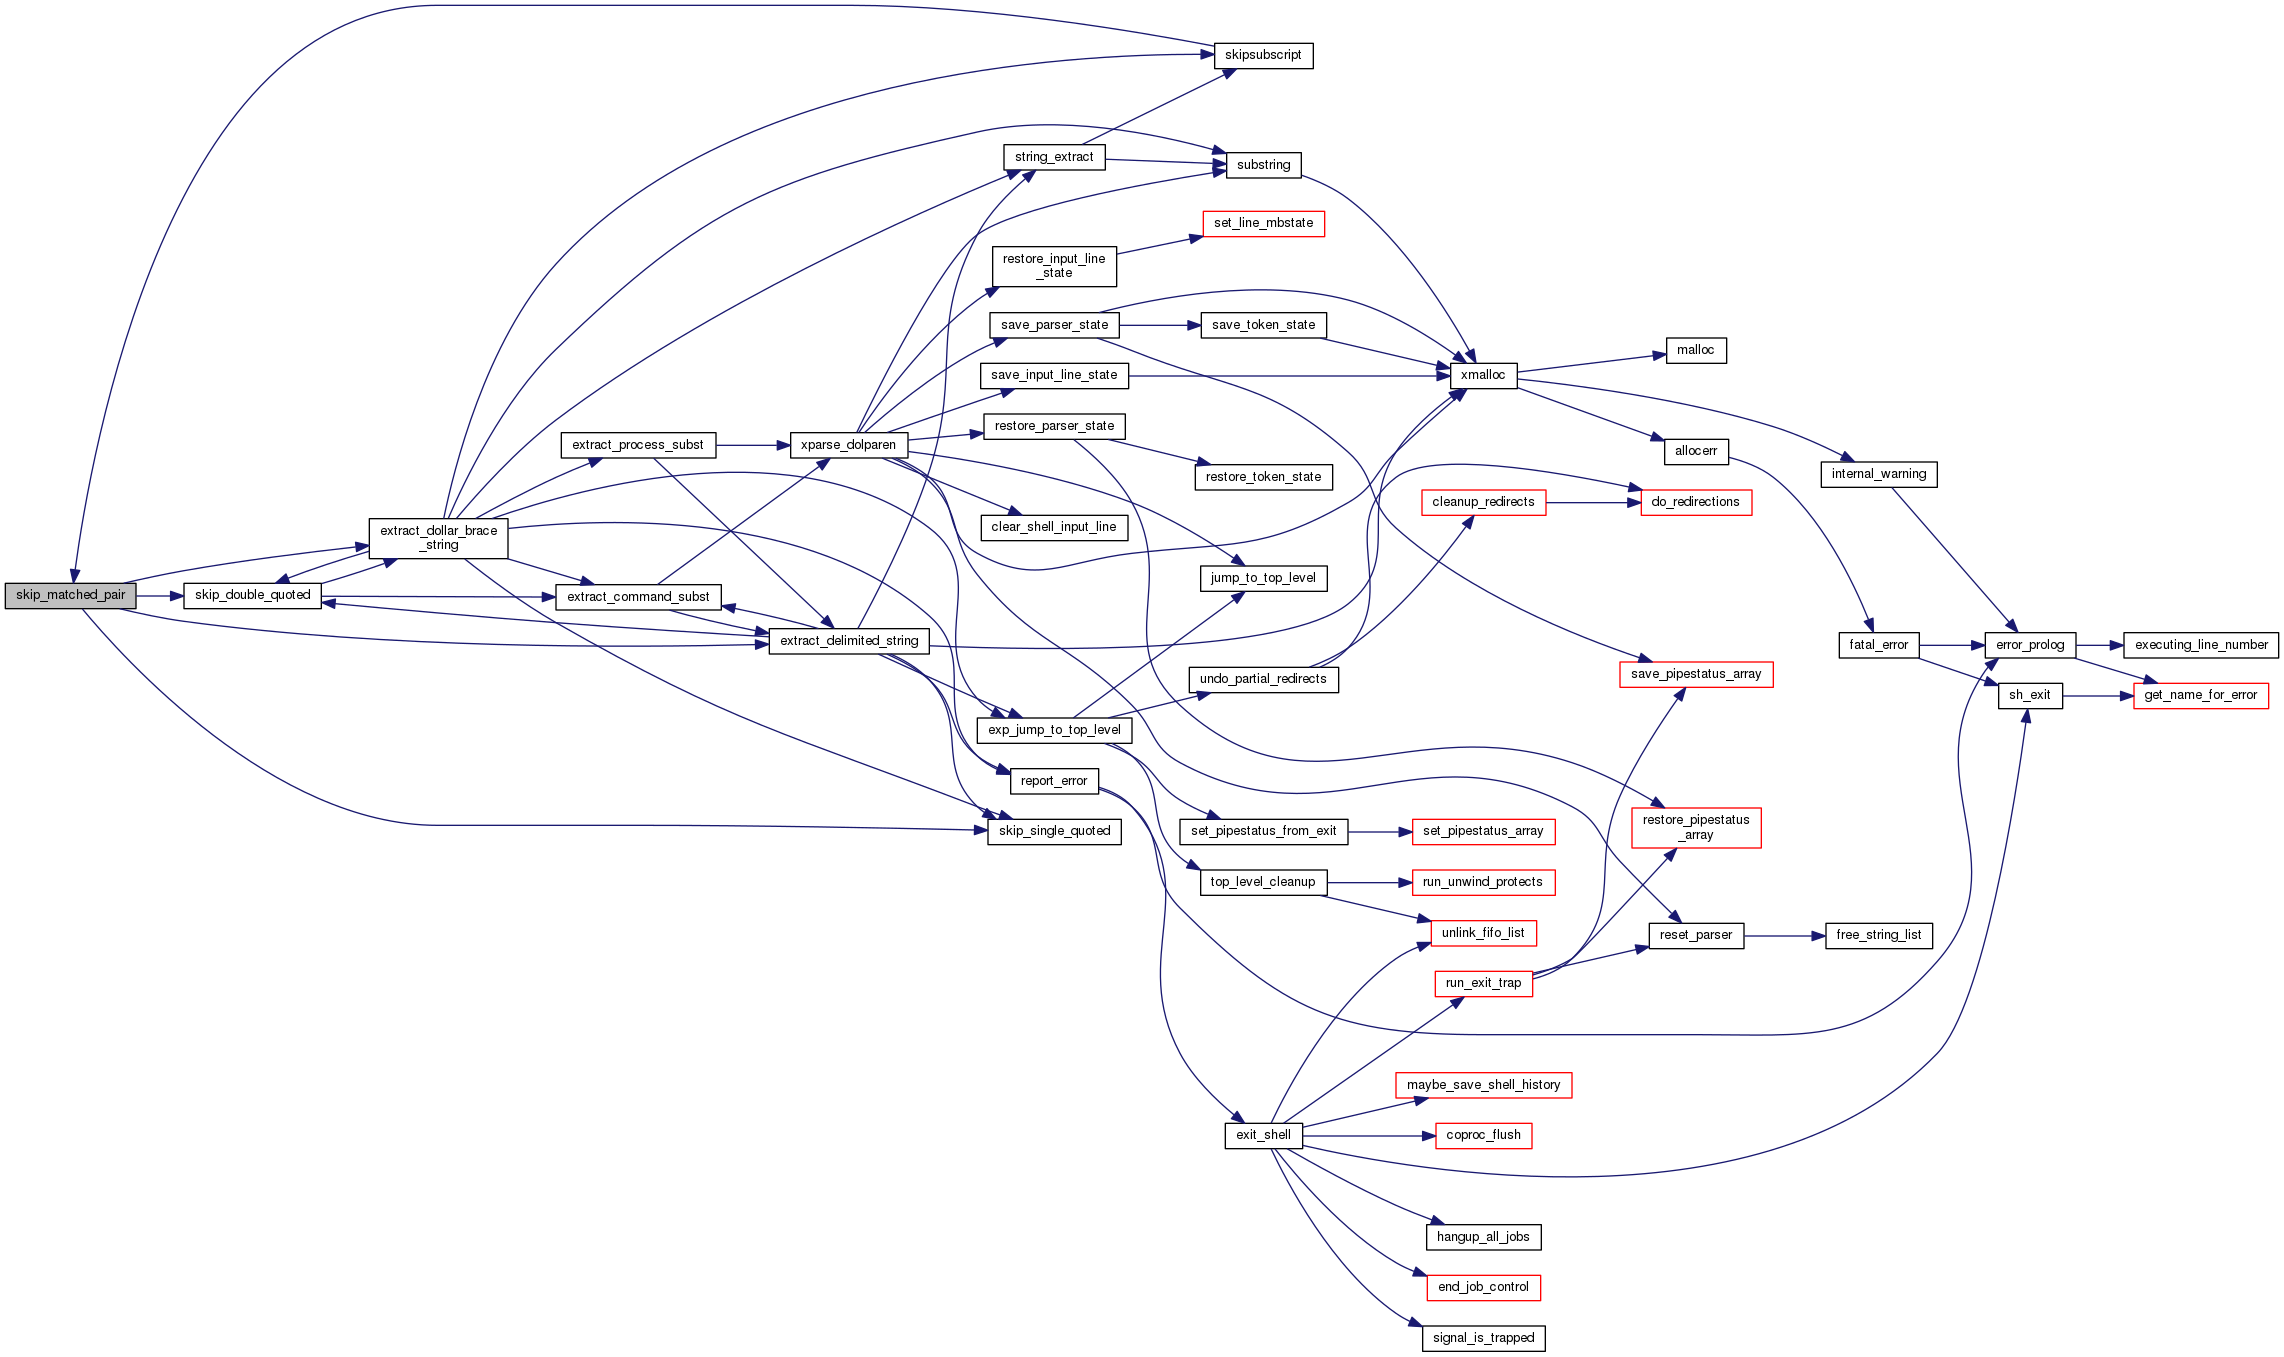 skipsubscript
string_extract
substring
set_line_mbstate
restore_input_line
_state
save_parser_state
save_token_state
malloc
save_input_line_state
xmalloc
restore_parser_state
extract_process_subst
xparse_dolparen
allocerr
restore_token_state
internal_warning
cleanup_redirects
do_redirections
clear_shell_input_line
extract_dollar_brace
_string
jump_to_top_level
skip_matched_pair
skip_double_quoted
extract_command_subst
extract_delimited_string
fatal_error
error_prolog
executing_line_number
undo_partial_redirects
save_pipestatus_array
sh_exit
get_name_for_error
exp_jump_to_top_level
report_error
skip_single_quoted
set_pipestatus_from_exit
set_pipestatus_array
restore_pipestatus
_array
top_level_cleanup
run_unwind_protects
unlink_fifo_list
reset_parser
free_string_list
run_exit_trap
maybe_save_shell_history
exit_shell
coproc_flush
hangup_all_jobs
end_job_control
signal_is_trapped